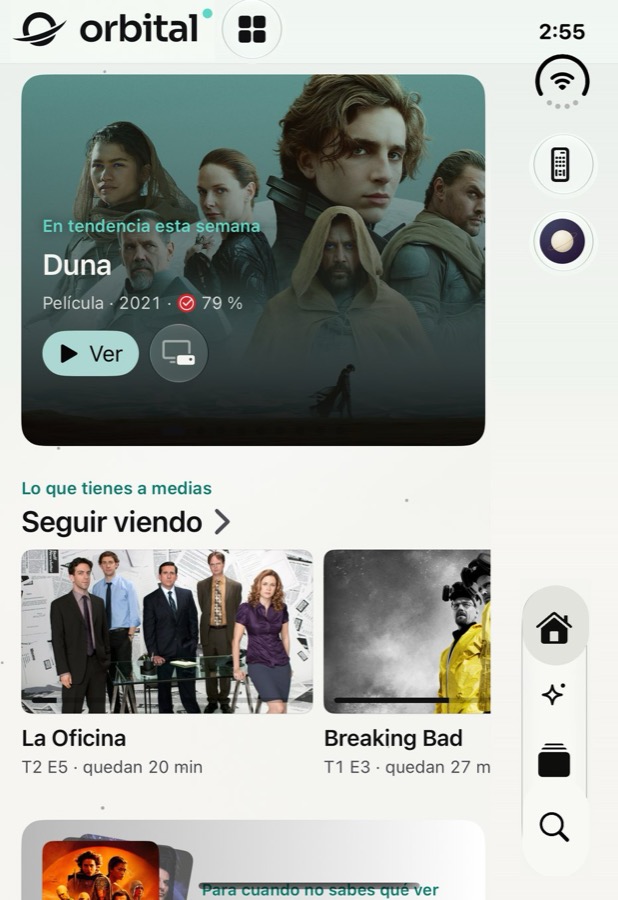 orbital
2:55
En tendencia esta semana
Duna
Película · 2021 · 79 %
Ver
Lo que tienes a medias
Seguir viendo
La Oficina
T2 E5 · quedan 20 min
Breaking Bad
T1 E3 · quedan 27 m
Para cuando no sabes qué ver